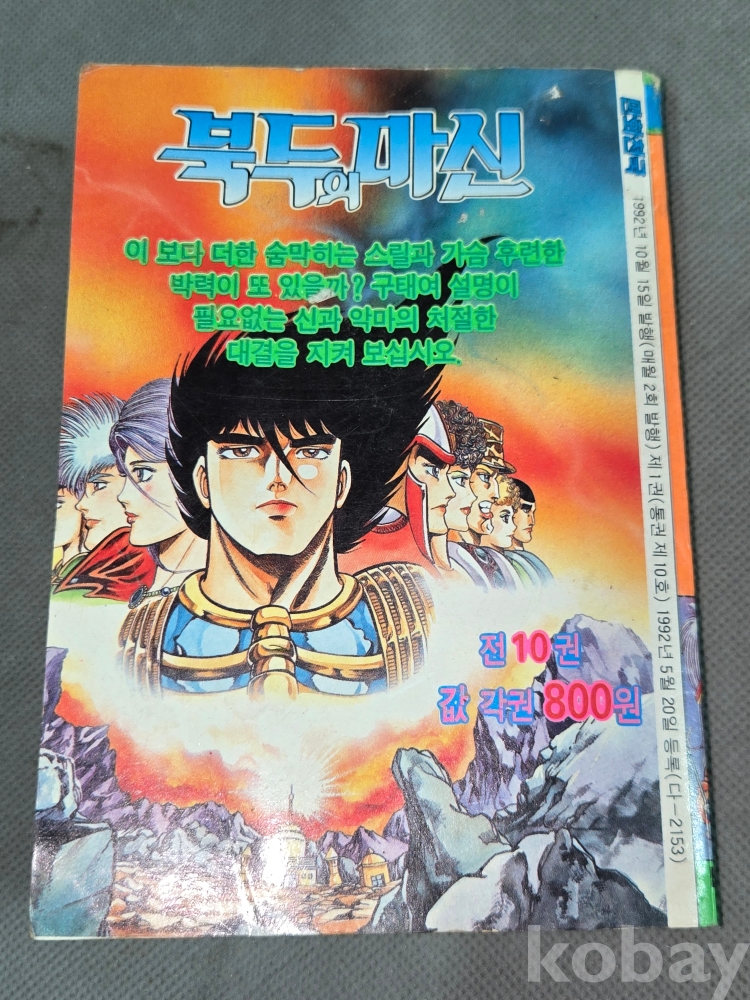 북두의마신
이 보다 더한 숨막히는 스릴과 가슴 후련한
박력이 또 있을까? 구태여 설명이
필요없는 신과 악마의 처절한
대결을 지켜 보십시오.
전 10 권
값 각권 800원
만화천국
1992년 10월 15일 발행(매월 2회 발행) 제1권(통권 제10호) 1992년 5월 20일 등록(다-2153)
kobay